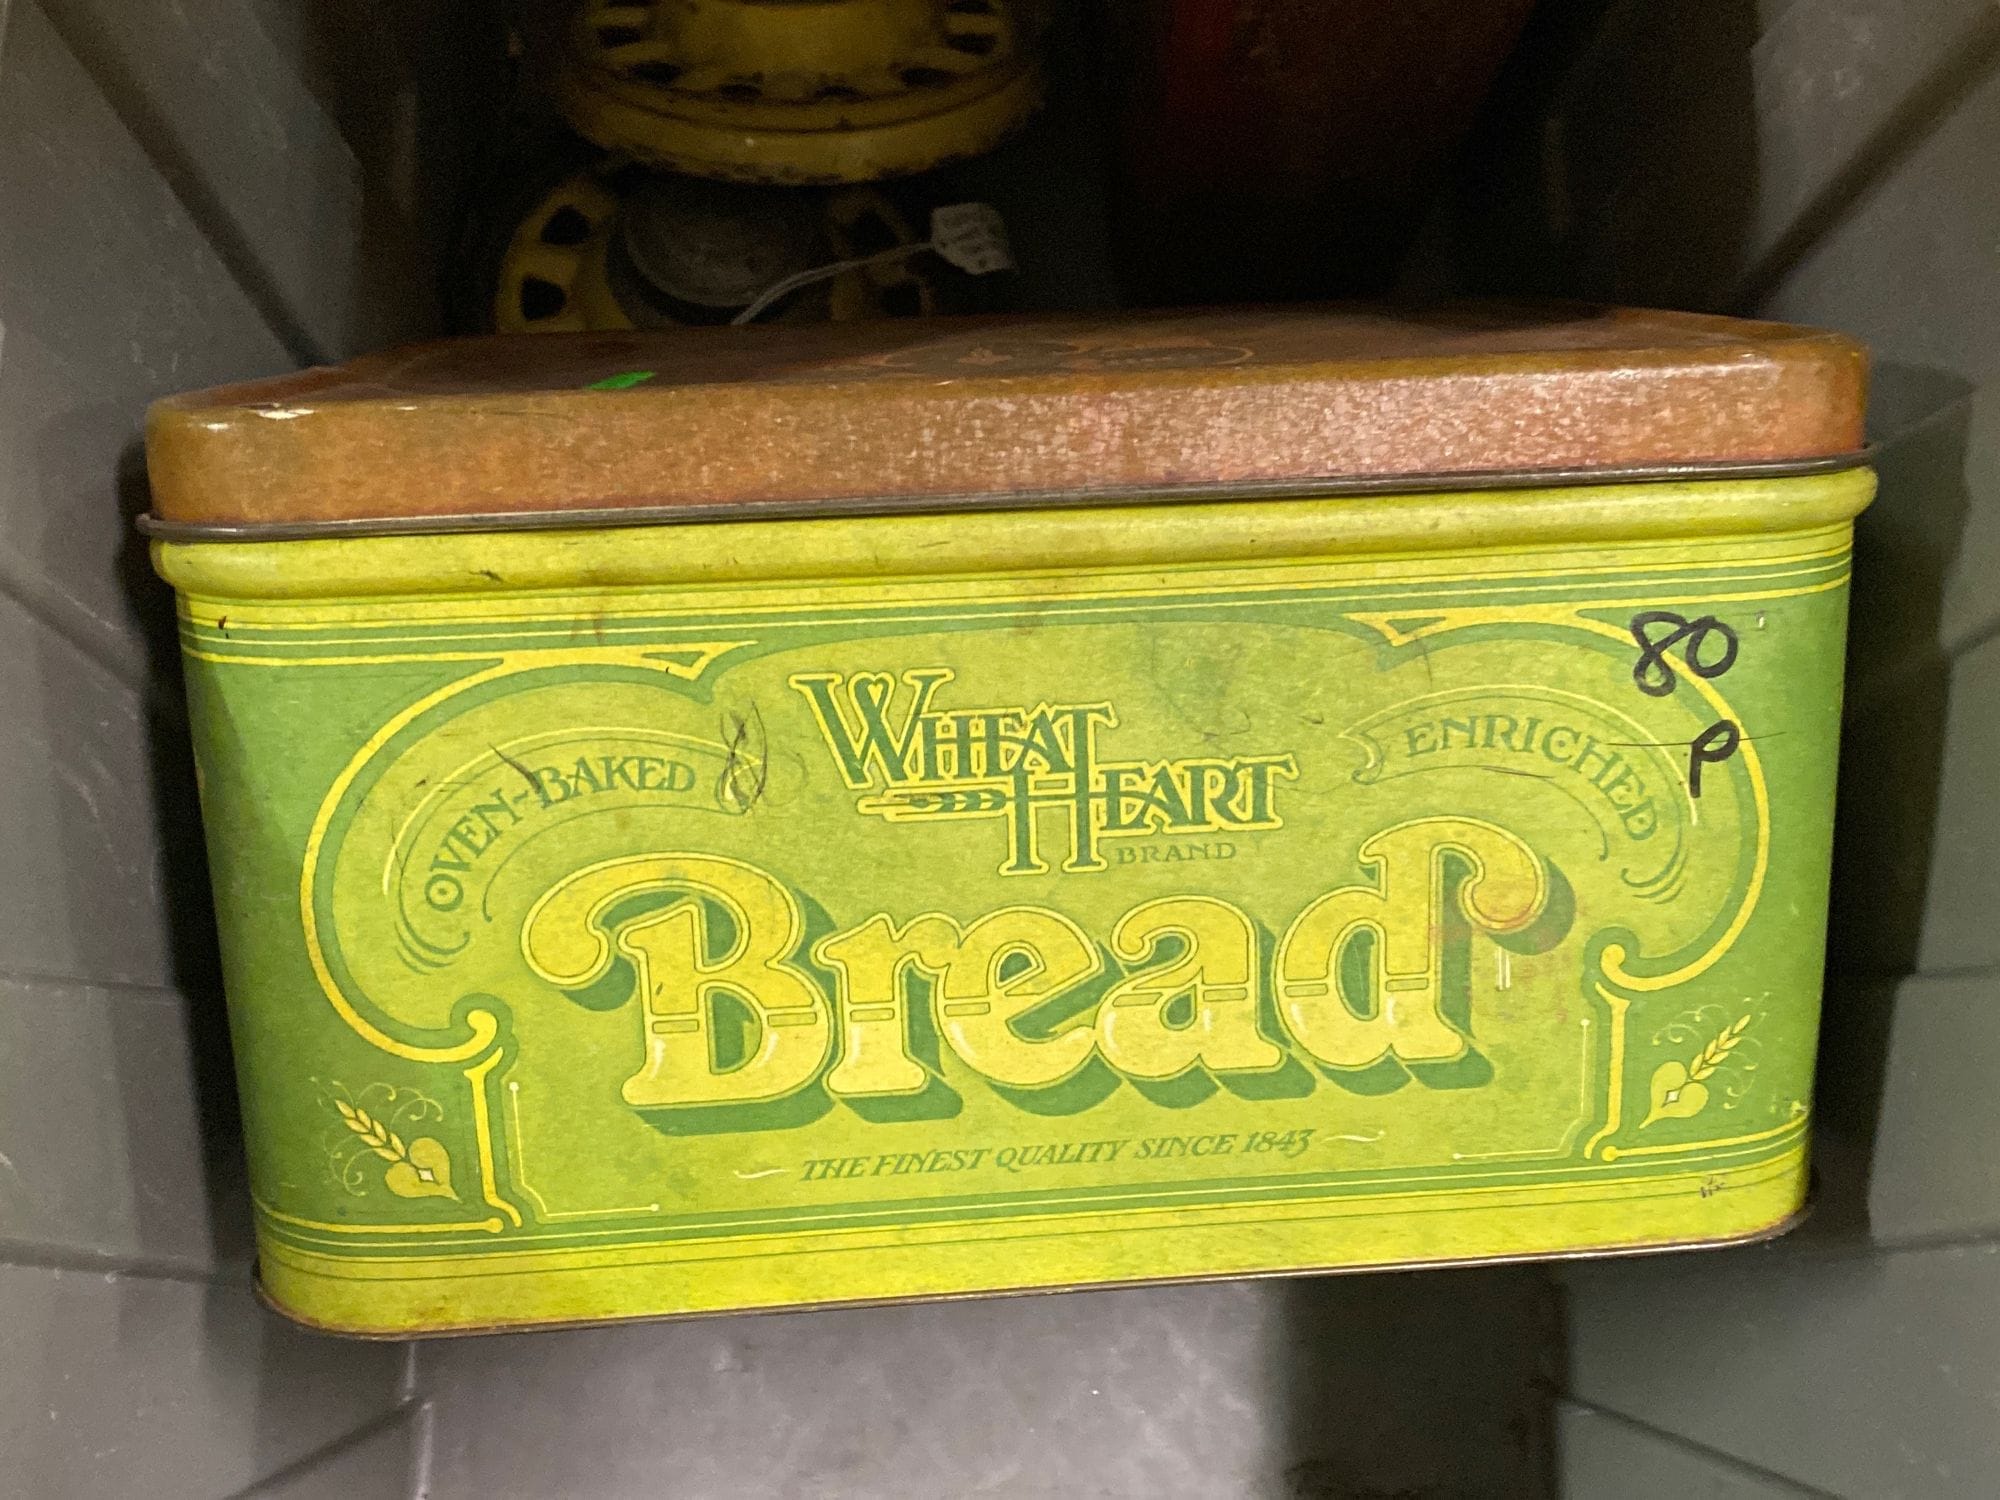 80
P
WHEAT HEART
BRAND
OVEN-BAKED
ENRICHED
Bread
THE FINEST QUALITY SINCE 1843